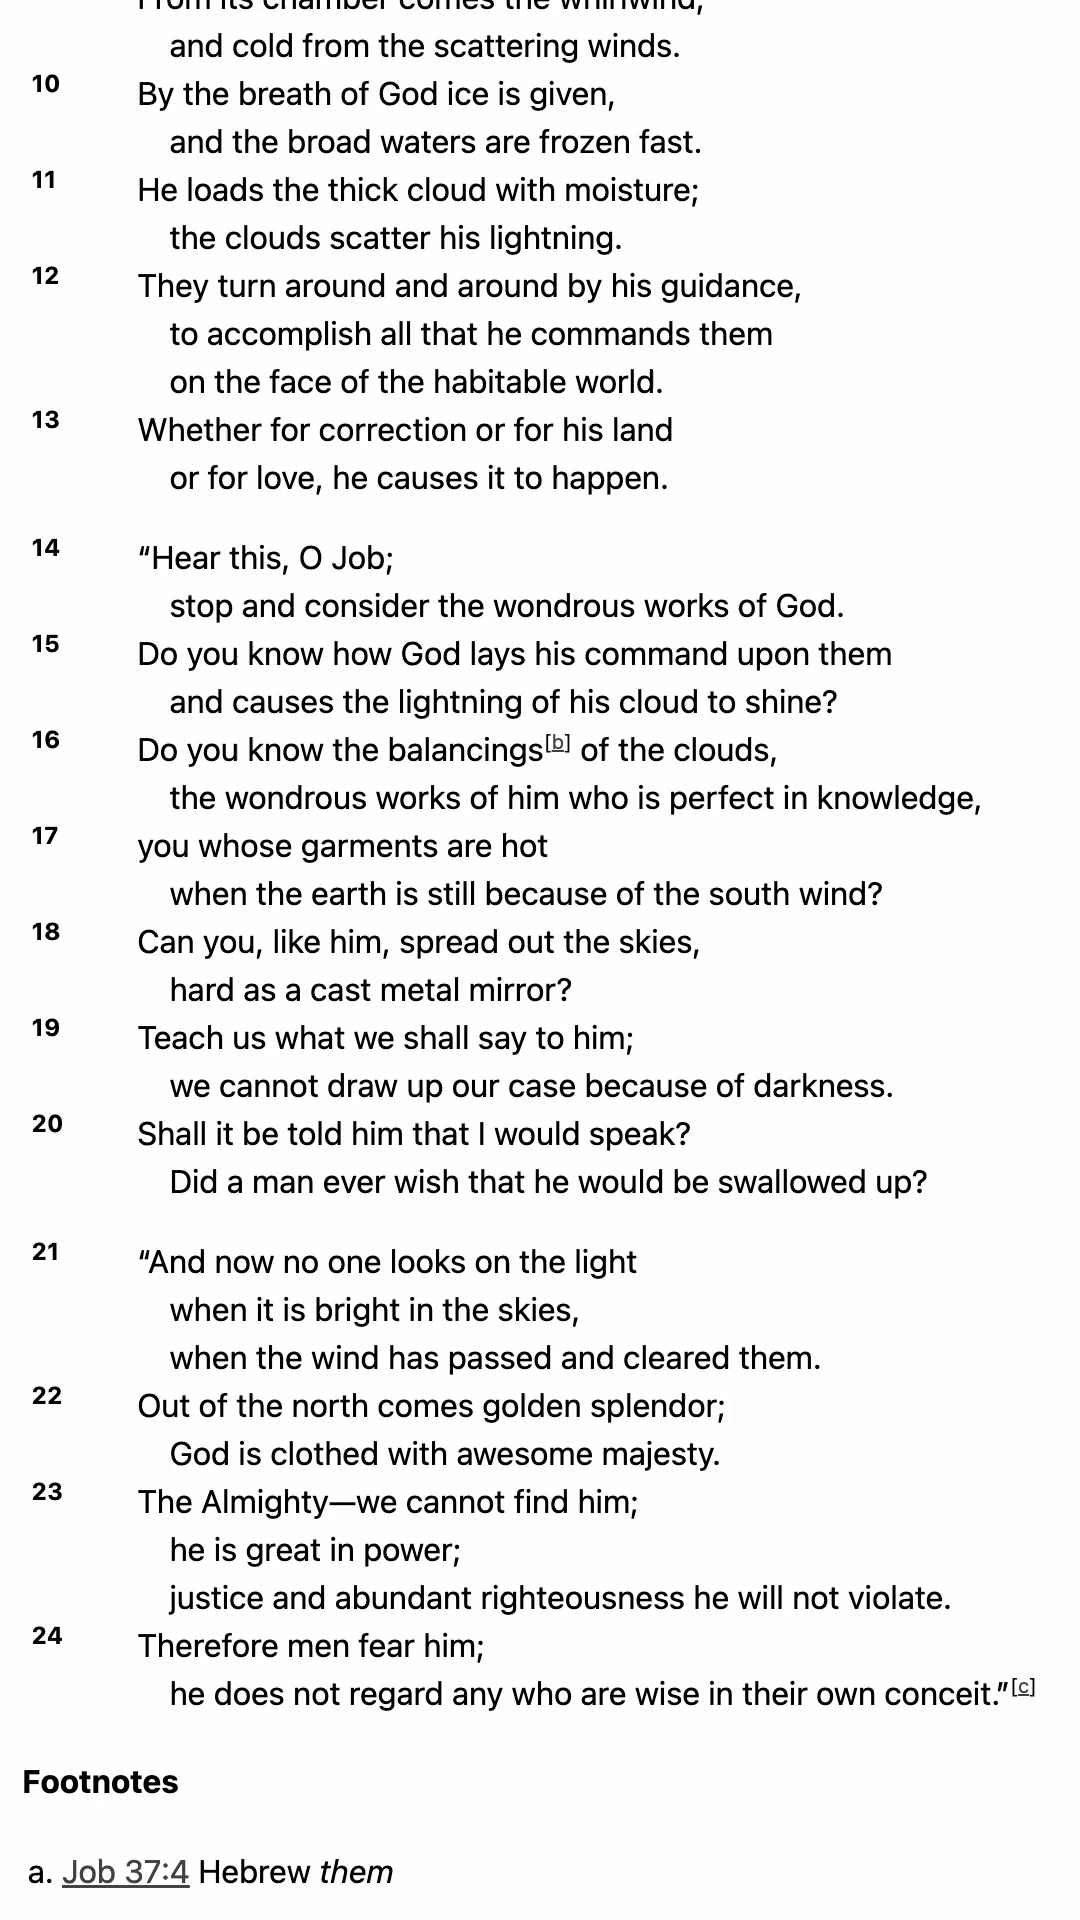 From its chamber comes the whirlwind,
and cold from the scattering winds.
10 By the breath of God ice is given,
and the broad waters are frozen fast.
11 He loads the thick cloud with moisture;
the clouds scatter his lightning.
12 They turn around and around by his guidance,
to accomplish all that he commands them
on the face of the habitable world.
13 Whether for correction or for his land
or for love, he causes it to happen.
14 “Hear this, O Job;
stop and consider the wondrous works of God.
15 Do you know how God lays his command upon them
and causes the lightning of his cloud to shine?
16 Do you know the balancings[b] of the clouds,
the wondrous works of him who is perfect in knowledge,
17 you whose garments are hot
when the earth is still because of the south wind?
18 Can you, like him, spread out the skies,
hard as a cast metal mirror?
19 Teach us what we shall say to him;
we cannot draw up our case because of darkness.
20 Shall it be told him that I would speak?
Did a man ever wish that he would be swallowed up?
21 “And now no one looks on the light
when it is bright in the skies,
when the wind has passed and cleared them.
22 Out of the north comes golden splendor;
God is clothed with awesome majesty.
23 The Almighty—we cannot find him;
he is great in power;
justice and abundant righteousness he will not violate.
24 Therefore men fear him;
he does not regard any who are wise in their own conceit.”[c]
Footnotes
a. Job 37:4 Hebrew them